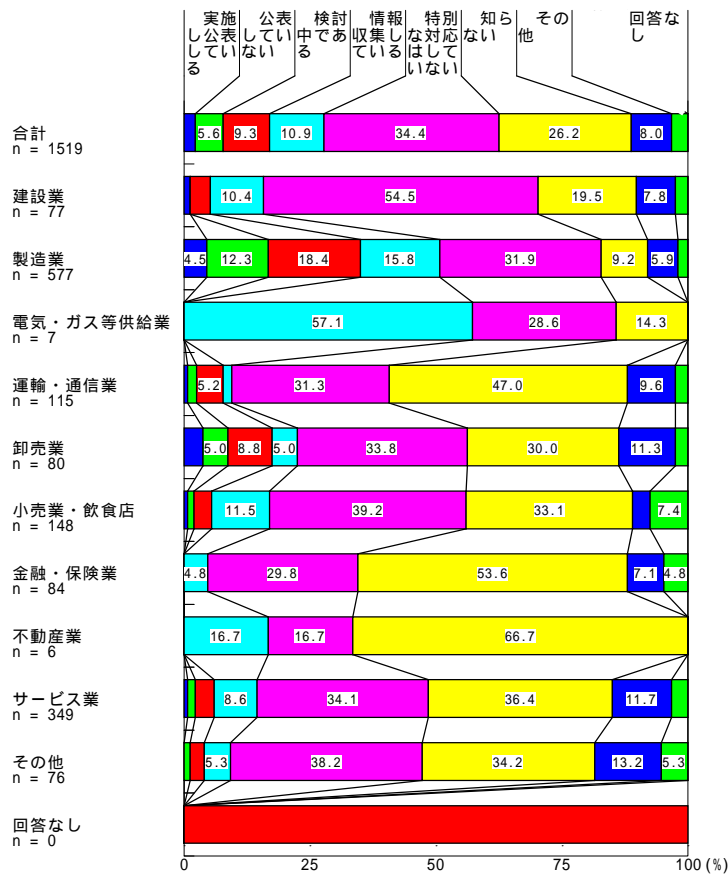 実施し公表している
公表していない
検討中である
情報収集している
特別な対応はしていない
知らない
その他
回答なし
合計
n = 1519
5.6 9.3 10.9 34.4 26.2 8.0
建設業
n = 77
10.4 54.5 19.5 7.8
製造業
n = 577
4.5 12.3 18.4 15.8 31.9 9.2 5.9
電気・ガス等供給業
n = 7
57.1 28.6 14.3
運輸・通信業
n = 115
5.2 31.3 47.0 9.6
卸売業
n = 80
5.0 8.8 5.0 33.8 30.0 11.3
小売業・飲食店
n = 148
11.5 39.2 33.1 7.4
金融・保険業
n = 84
4.8 29.8 53.6 7.1 4.8
不動産業
n = 6
16.7 16.7 66.7
サービス業
n = 349
8.6 34.1 36.4 11.7
その他
n = 76
5.3 38.2 34.2 13.2 5.3
回答なし
n = 0
0 25 50 75 100 (%)